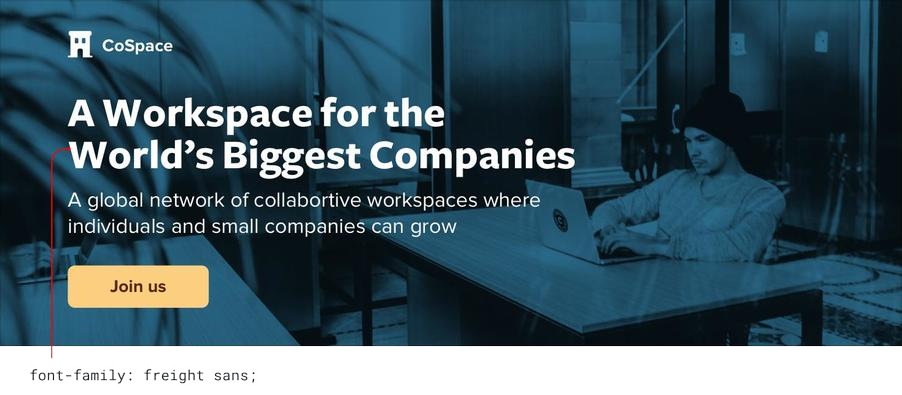 CoSpace
A Workspace for the
World's Biggest Companies
A global network of collabortive workspaces where
individuals and small companies can grow
Join us
font-family: freight sans;